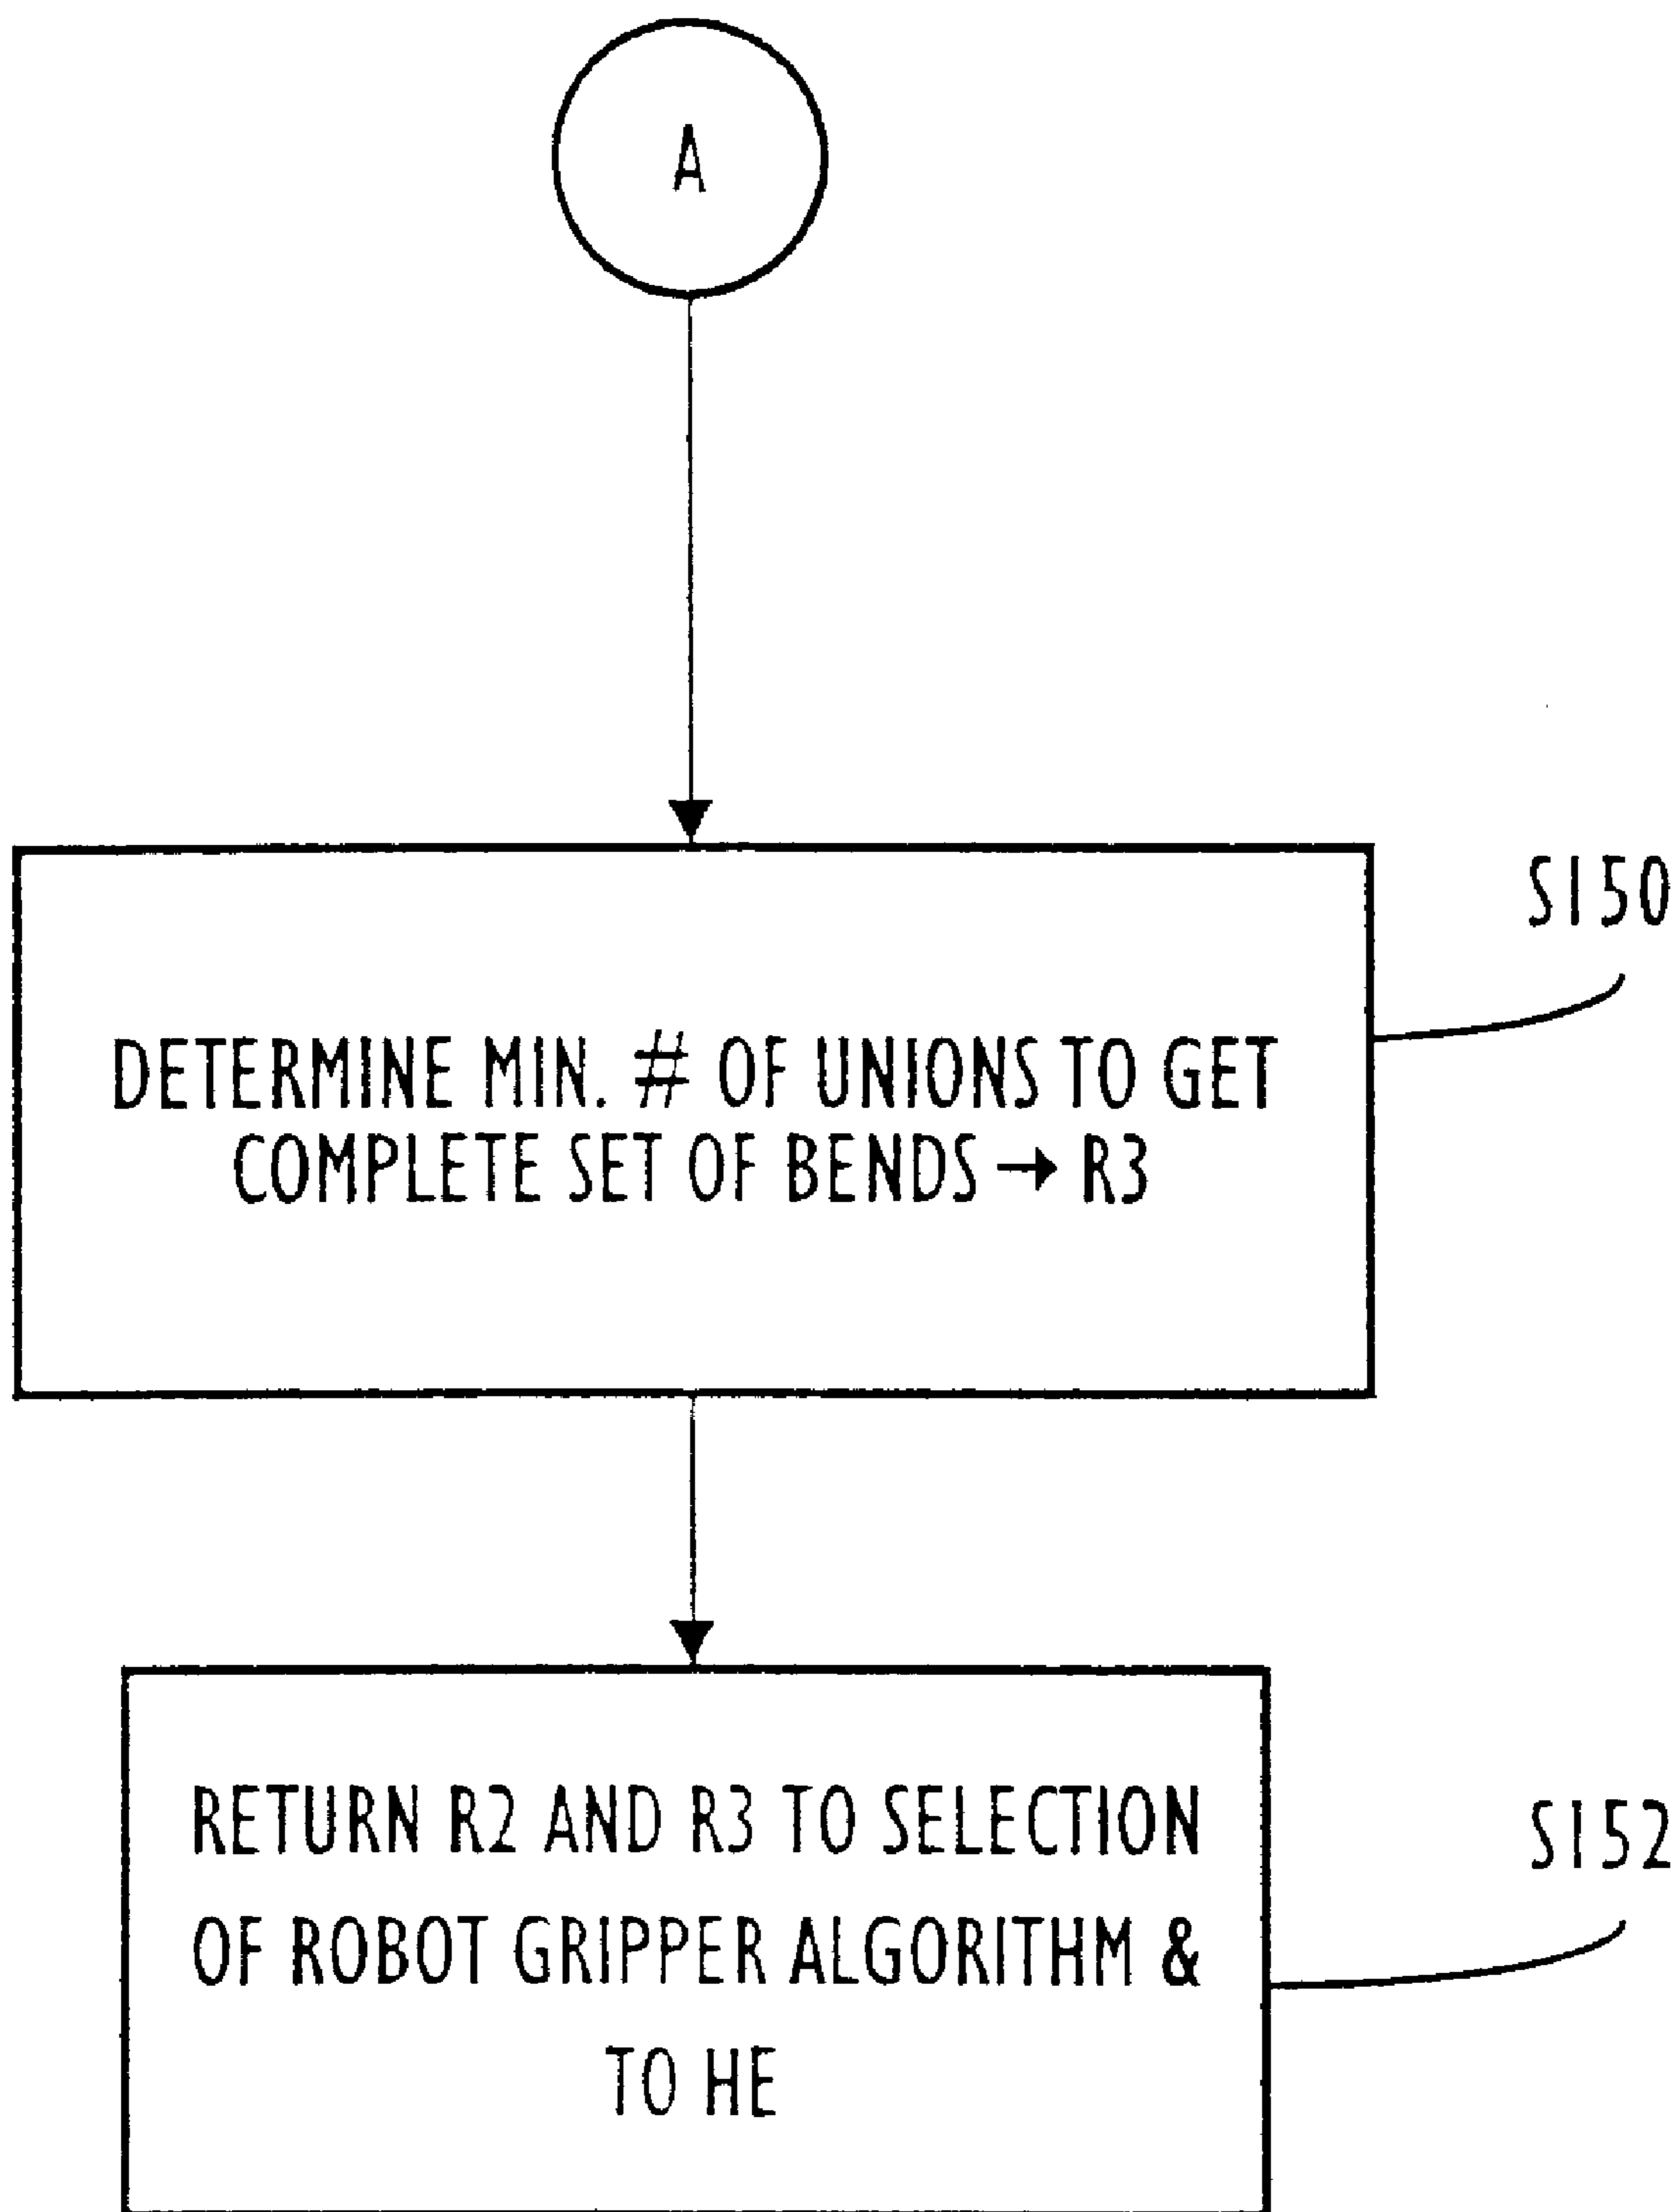 A
S150
DETERMINE MIN. # OF UNIONS TO GET
COMPLETE SET OF BENDS → R3
RETURN R2 AND R3 TO SELECTION
OF ROBOT GRIPPER ALGORITHM &
TO HE
S152